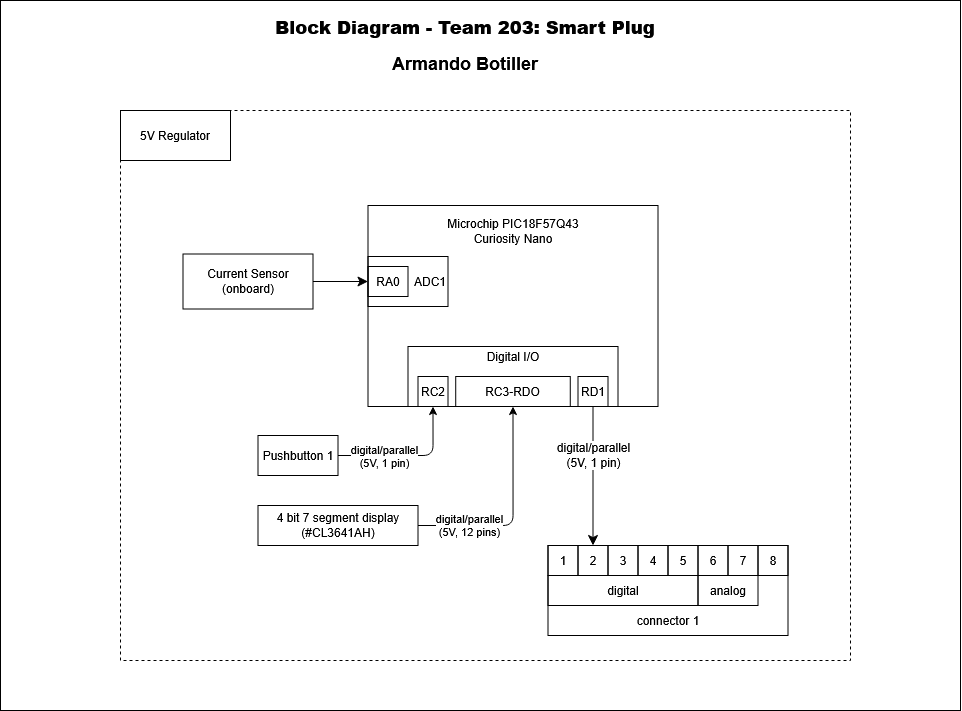 Block Diagram - Team 203: Smart Plug
Armando Botiller
5V Regulator
Microchip PIC18F57Q43
Curiosity Nano
Current Sensor
(onboard)
RA0
ADC1
Digital I/O
RC2
RC3-RDO
RD1
Pushbutton 1
digital/parallel
(5V, 1 pin)
digital/parallel
(5V, 1 pin)
4 bit 7 segment display
(#CL3641AH)
digital/parallel
(5V, 12 pins)
1 2 3 4 5 6 7 8
digital
analog
connector 1